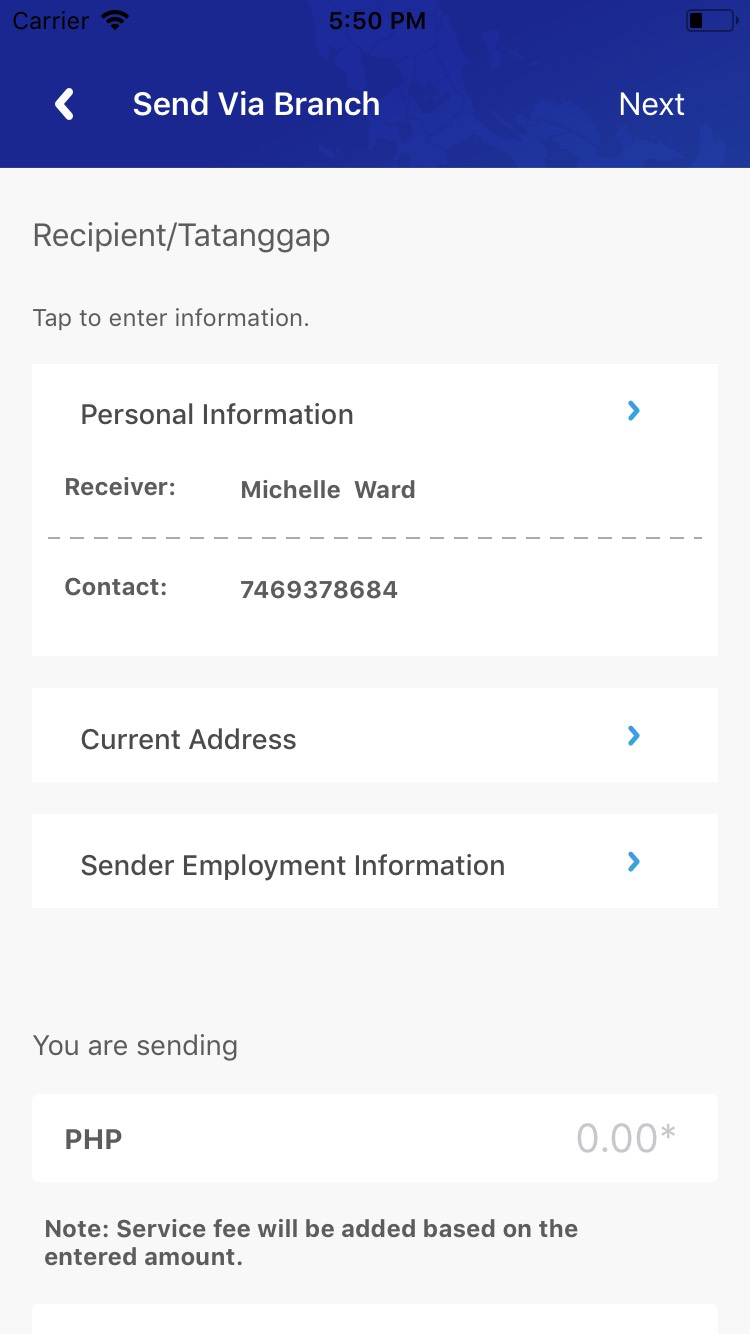 Carrier 5:50 PM
Send Via Branch Next
Recipient/Tatanggap
Tap to enter information.
Personal Information
Receiver: Michelle Ward
Contact: 7469378684
Current Address
Sender Employment Information
You are sending
PHP 0.00*
Note: Service fee will be added based on the
entered amount.